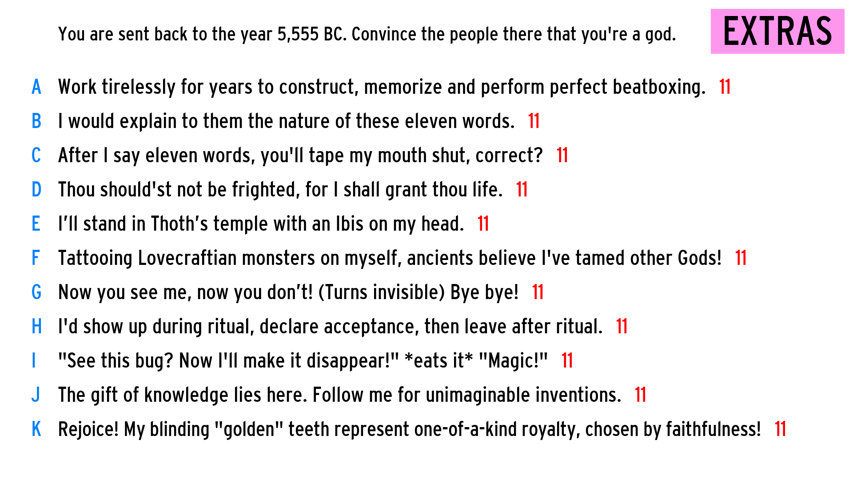 You are sent back to the year 5,555 BC. Convince the people there that you're a god.
EXTRAS
A Work tirelessly for years to construct, memorize and perform perfect beatboxing. 11
B I would explain to them the nature of these eleven words. 11
C After I say eleven words, you'll tape my mouth shut, correct? 11
D Thou should'st not be frighted, for I shall grant thou life. 11
E I’ll stand in Thoth’s temple with an Ibis on my head. 11
F Tattooing Lovecraftian monsters on myself, ancients believe I've tamed other Gods! 11
G Now you see me, now you don’t! (Turns invisible) Bye bye! 11
H I'd show up during ritual, declare acceptance, then leave after ritual. 11
I "See this bug? Now I'll make it disappear!" *eats it* "Magic!" 11
J The gift of knowledge lies here. Follow me for unimaginable inventions. 11
K Rejoice! My blinding "golden" teeth represent one-of-a-kind royalty, chosen by faithfulness! 11